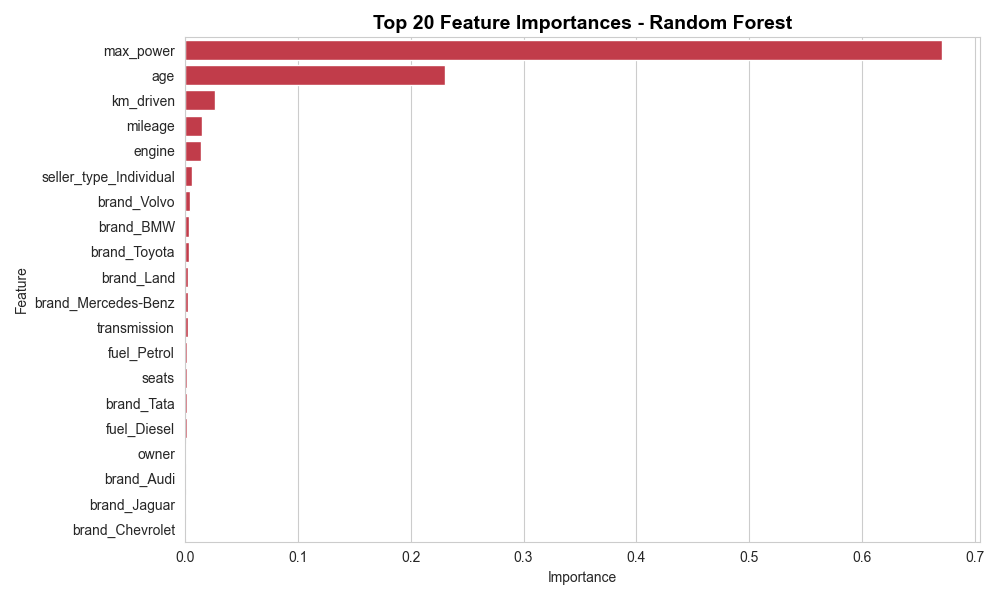 Top 20 Feature Importances - Random Forest
max_power
age
km_driven
mileage
engine
seller_type_Individual
brand_Volvo
brand_BMW
brand_Toyota
brand_Land
brand_Mercedes-Benz
transmission
fuel_Petrol
seats
brand_Tata
fuel_Diesel
owner
brand_Audi
brand_Jaguar
brand_Chevrolet
Feature
0.0 0.1 0.2 0.3 0.4 0.5 0.6 0.7
Importance